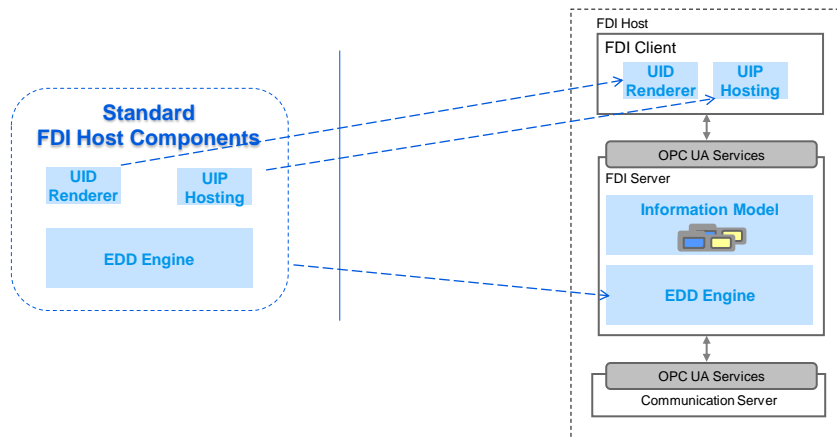 Standard
FDI Host Components
UID
Renderer
UIP
Hosting
EDD Engine
FDI Host
FDI Client
UID
Renderer
UIP
Hosting
OPC UA Services
FDI Server
Information Model
EDD Engine
OPC UA Services
Communication Server